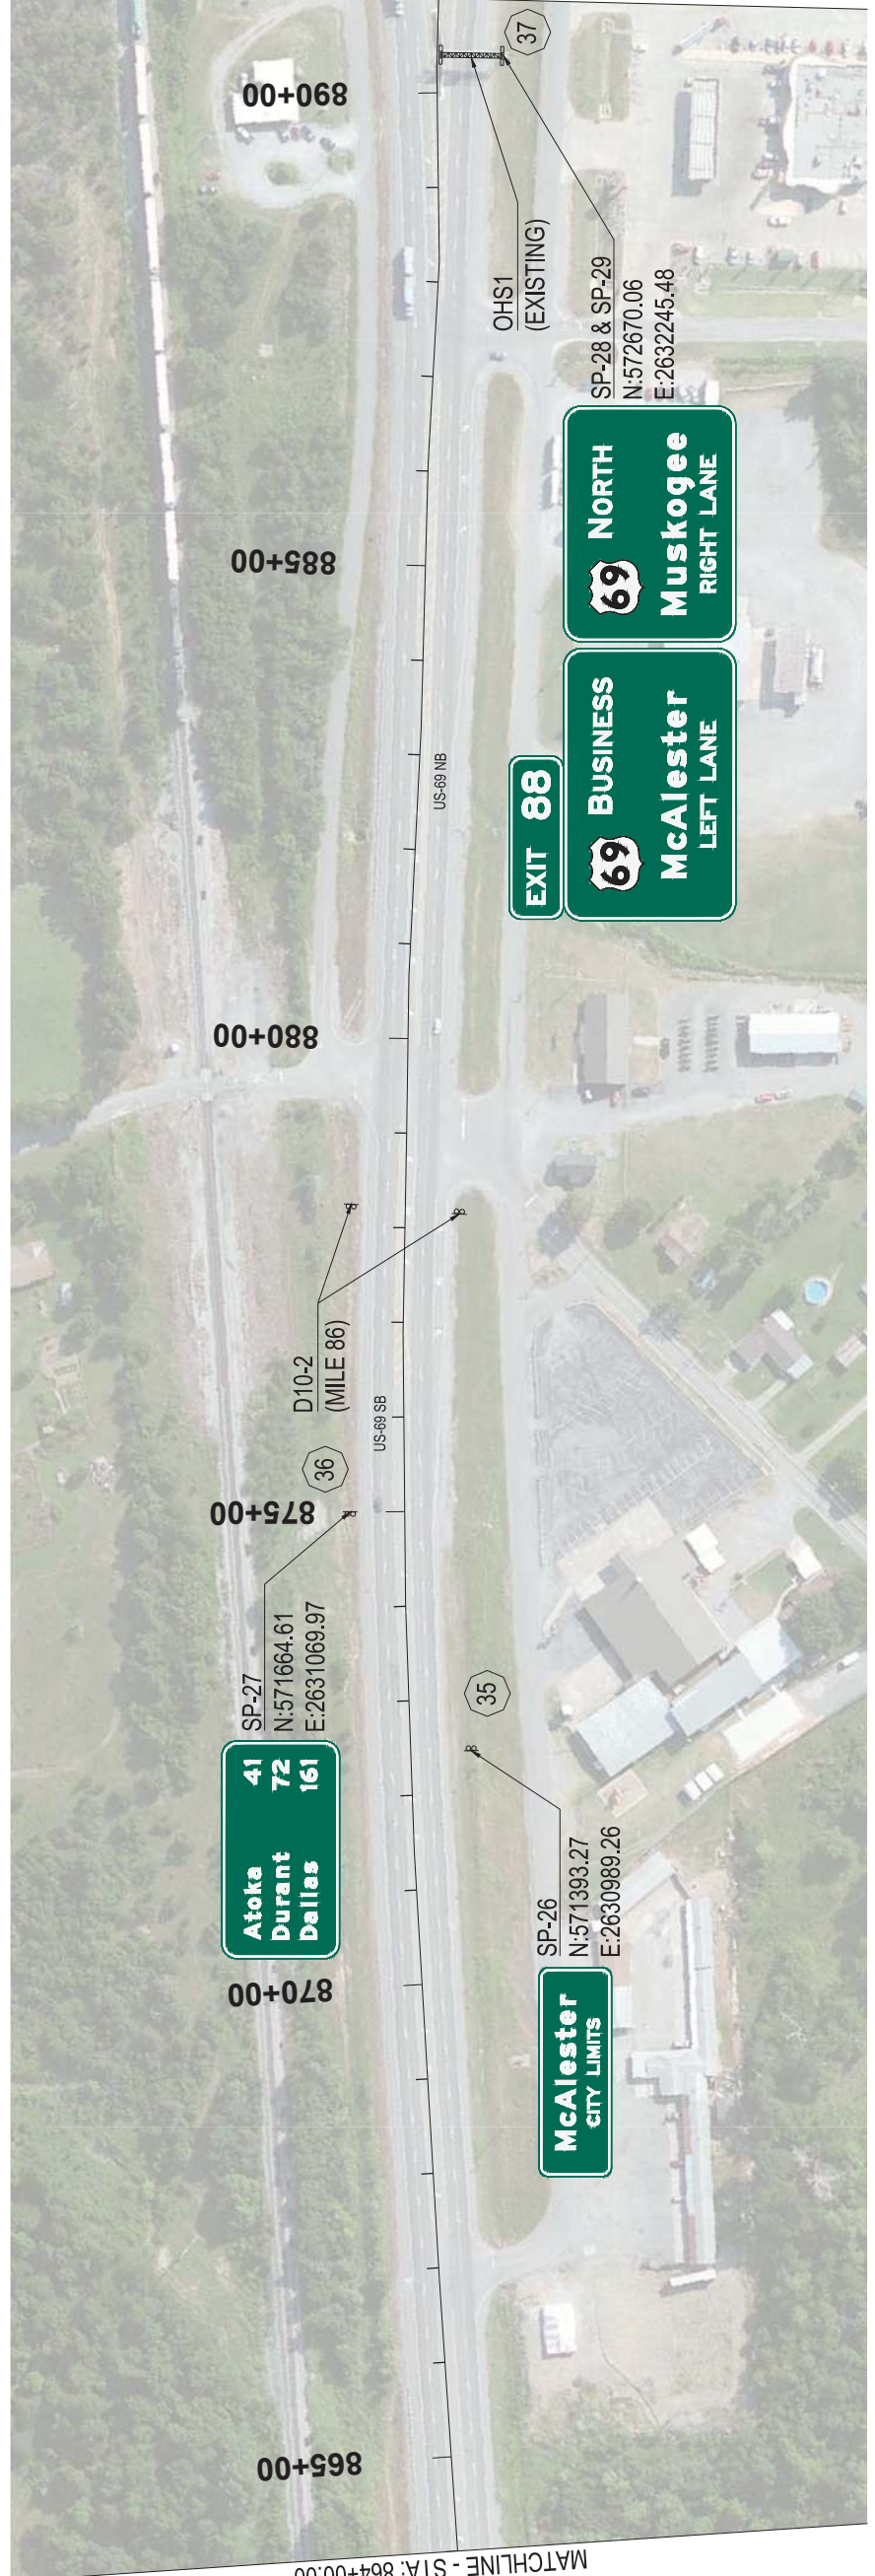 MATCHLINE - STA: 864+00.00
865+00
870+00
875+00
880+00
885+00
890+00
Atoka 41
Durant 72
Dallas 161
SP-27
N:571664.61
E:2631069.97
36
D10-2
(MILE 86)
US-69 SB
US-69 NB
35
SP-26
N:571393.27
E:2630989.26
McAlester
CITY LIMITS
EXIT 88
69 BUSINESS
McAlester
LEFT LANE
69 NORTH
Muskogee
RIGHT LANE
OHS1
(EXISTING)
SP-28 & SP-29
N:572670.06
E:2632245.48
37